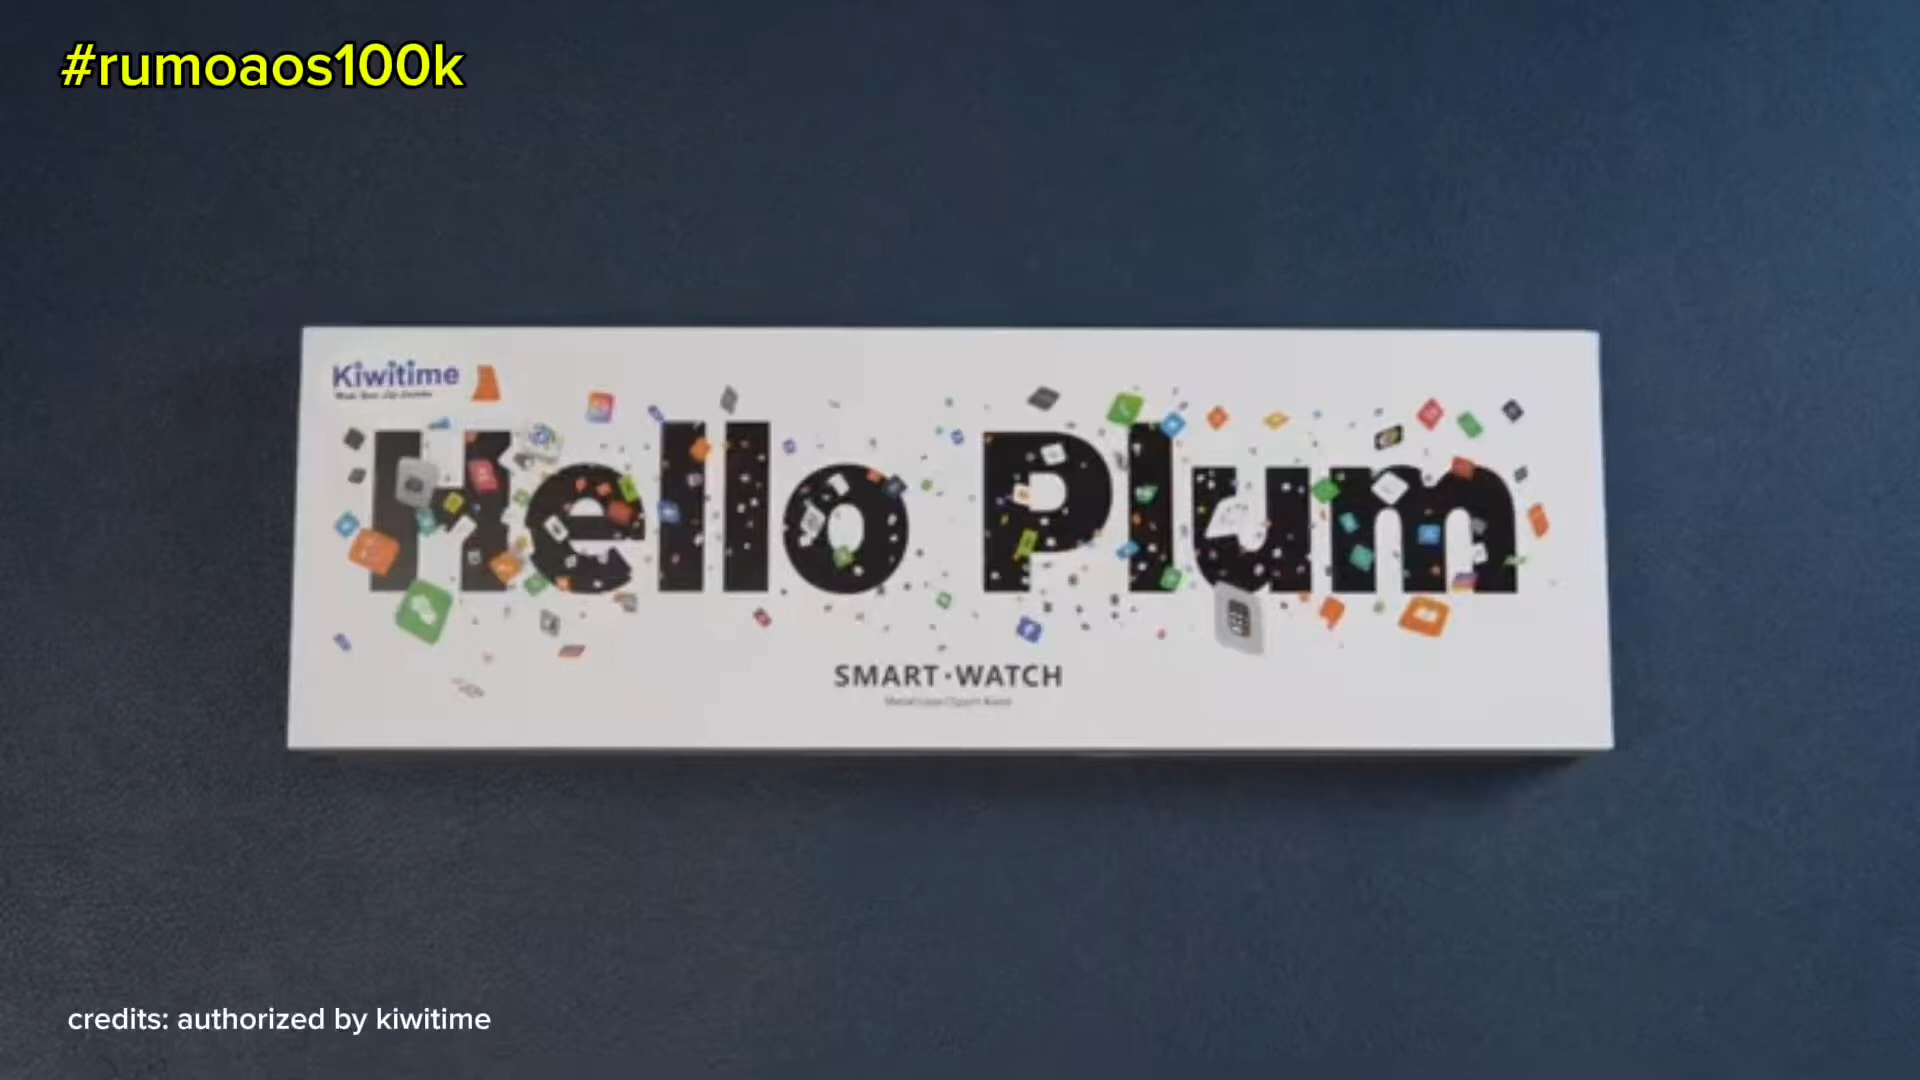 #rumoaos100k
Kiwitime
Hello Plum
SMART·WATCH
credits: authorized by kiwitime